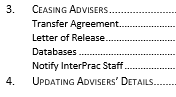 3. CEASING ADVISERS...............................
Transfer Agreement..........................
Letter of Release...............................
Databases ........................................
Notify InterPrac Staff..........................
4. UPDATING ADVISERS' DETAILS........